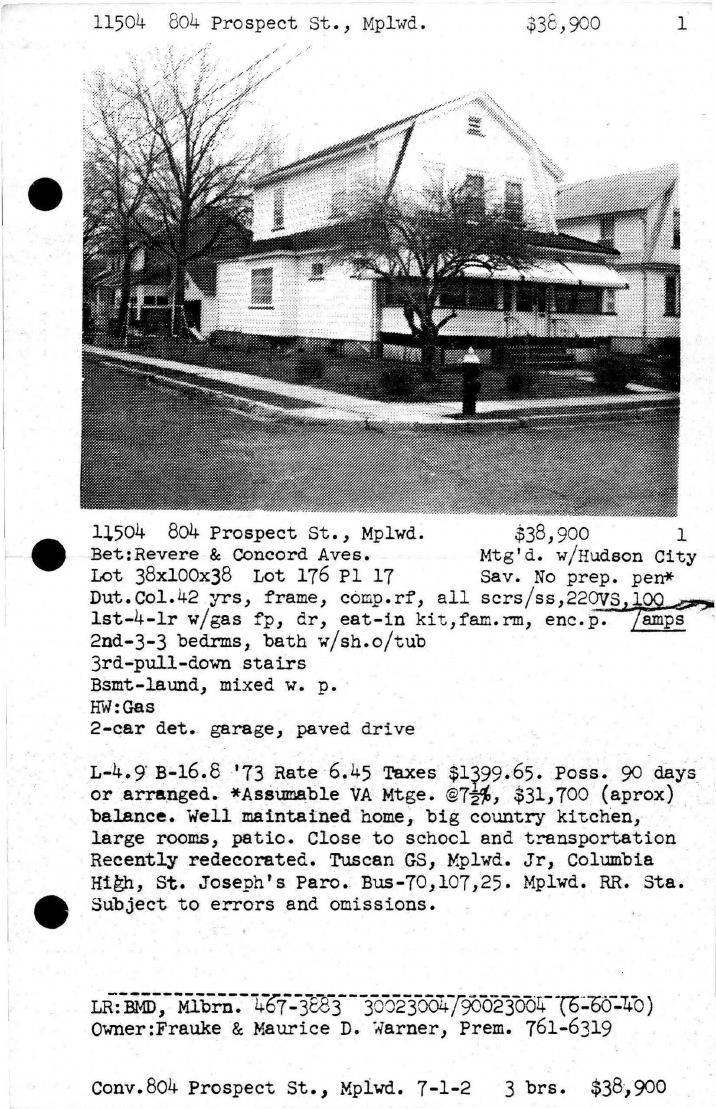 11504 804 Prospect St., Mplwd. $38,900 1
11504 804 Prospect St., Mplwd. $38,900 1
Bet:Revere & Concord Aves. Mtg'd. w/Hudson City
Lot 38x100x38 Lot 176 Pl 17 Sav. No prep. pen*
Dut.Col.42 yrs, frame, comp.rf, all scrs/ss,220VS,100
1st-4-lr w/gas fp, dr, eat-in kit,fam.rm, enc.p. /amps
2nd-3-3 bedrms, bath w/sh.o/tub
3rd-pull-down stairs
Bsmt-laund, mixed w. p.
HW:Gas
2-car det. garage, paved drive
L-4.9 B-16.8 '73 Rate 6.45 Taxes $1399.65. Poss. 90 days
or arranged. *Assumable VA Mtge. @7½%, $31,700 (aprox)
balance. Well maintained home, big country kitchen,
large rooms, patio. Close to school and transportation
Recently redecorated. Tuscan GS, Mplwd. Jr, Columbia
High, St. Joseph's Paro. Bus-70,107,25. Mplwd. RR. Sta.
Subject to errors and omissions.
LR:BMD, Mlbrn. 467-3883 30023004/90023004 (6-60-40)
Owner:Frauke & Maurice D. Warner, Prem. 761-6319
Conv.804 Prospect St., Mplwd. 7-1-2 3 brs. $38,900